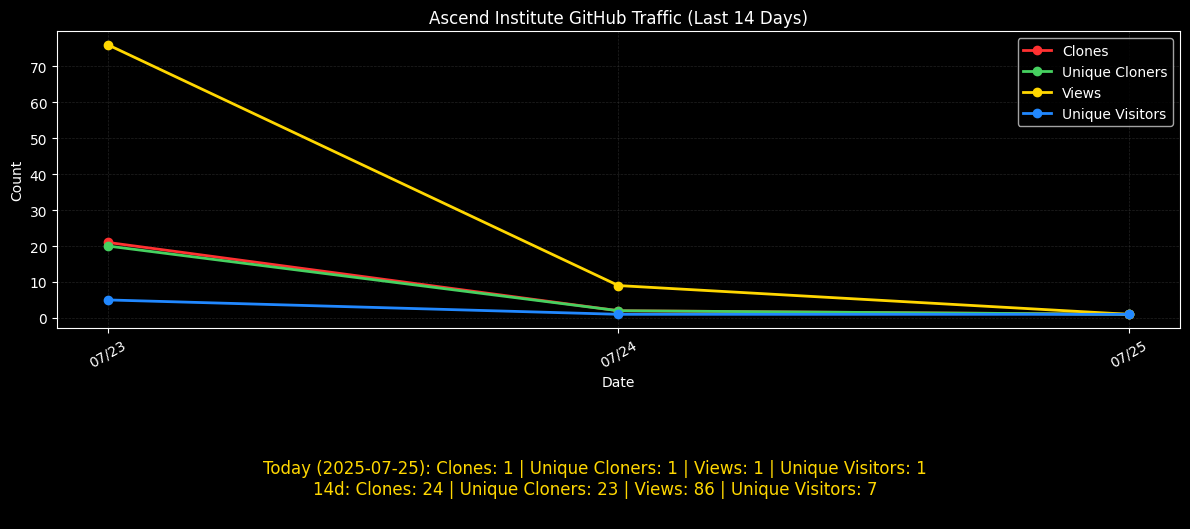 Ascend Institute GitHub Traffic (Last 14 Days)
Clones
Unique Cloners
Views
Unique Visitors
Count
70
60
50
40
30
20
10
0
07/23
07/24
07/25
Date
Today (2025-07-25): Clones: 1 | Unique Cloners: 1 | Views: 1 | Unique Visitors: 1
14d: Clones: 24 | Unique Cloners: 23 | Views: 86 | Unique Visitors: 7